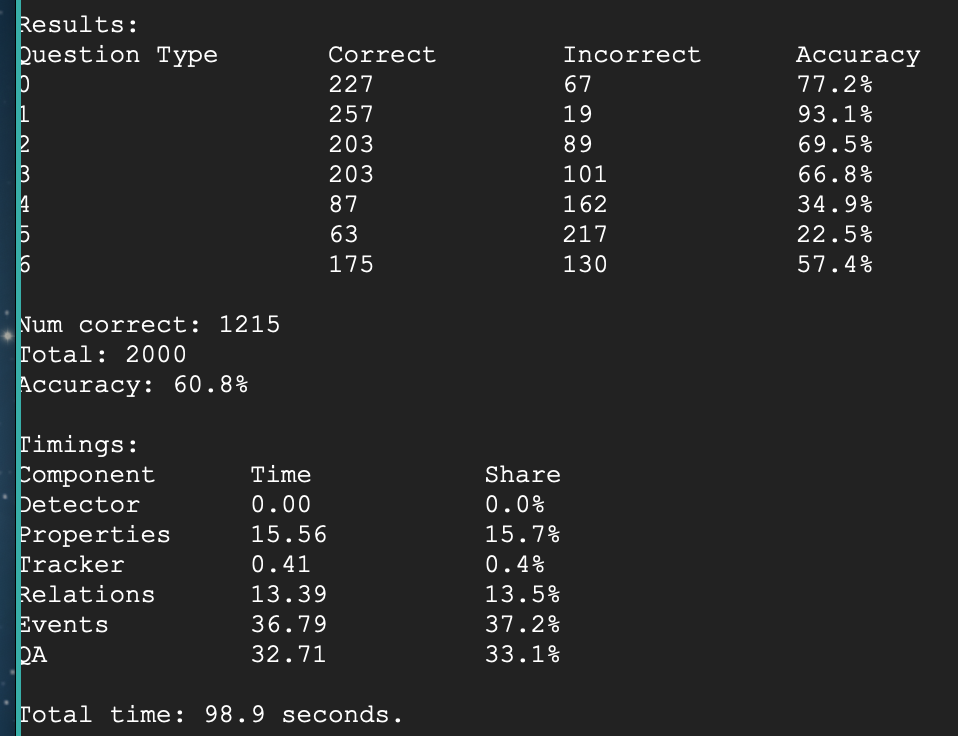 Results:
Question Type Correct Incorrect Accuracy
0 227 67 77.2%
1 257 19 93.1%
2 203 89 69.5%
3 203 101 66.8%
4 87 162 34.9%
5 63 217 22.5%
6 175 130 57.4%
Num correct: 1215
Total: 2000
Accuracy: 60.8%
Timings:
Component Time Share
Detector 0.00 0.0%
Properties 15.56 15.7%
Tracker 0.41 0.4%
Relations 13.39 13.5%
Events 36.79 37.2%
QA 32.71 33.1%
Total time: 98.9 seconds.